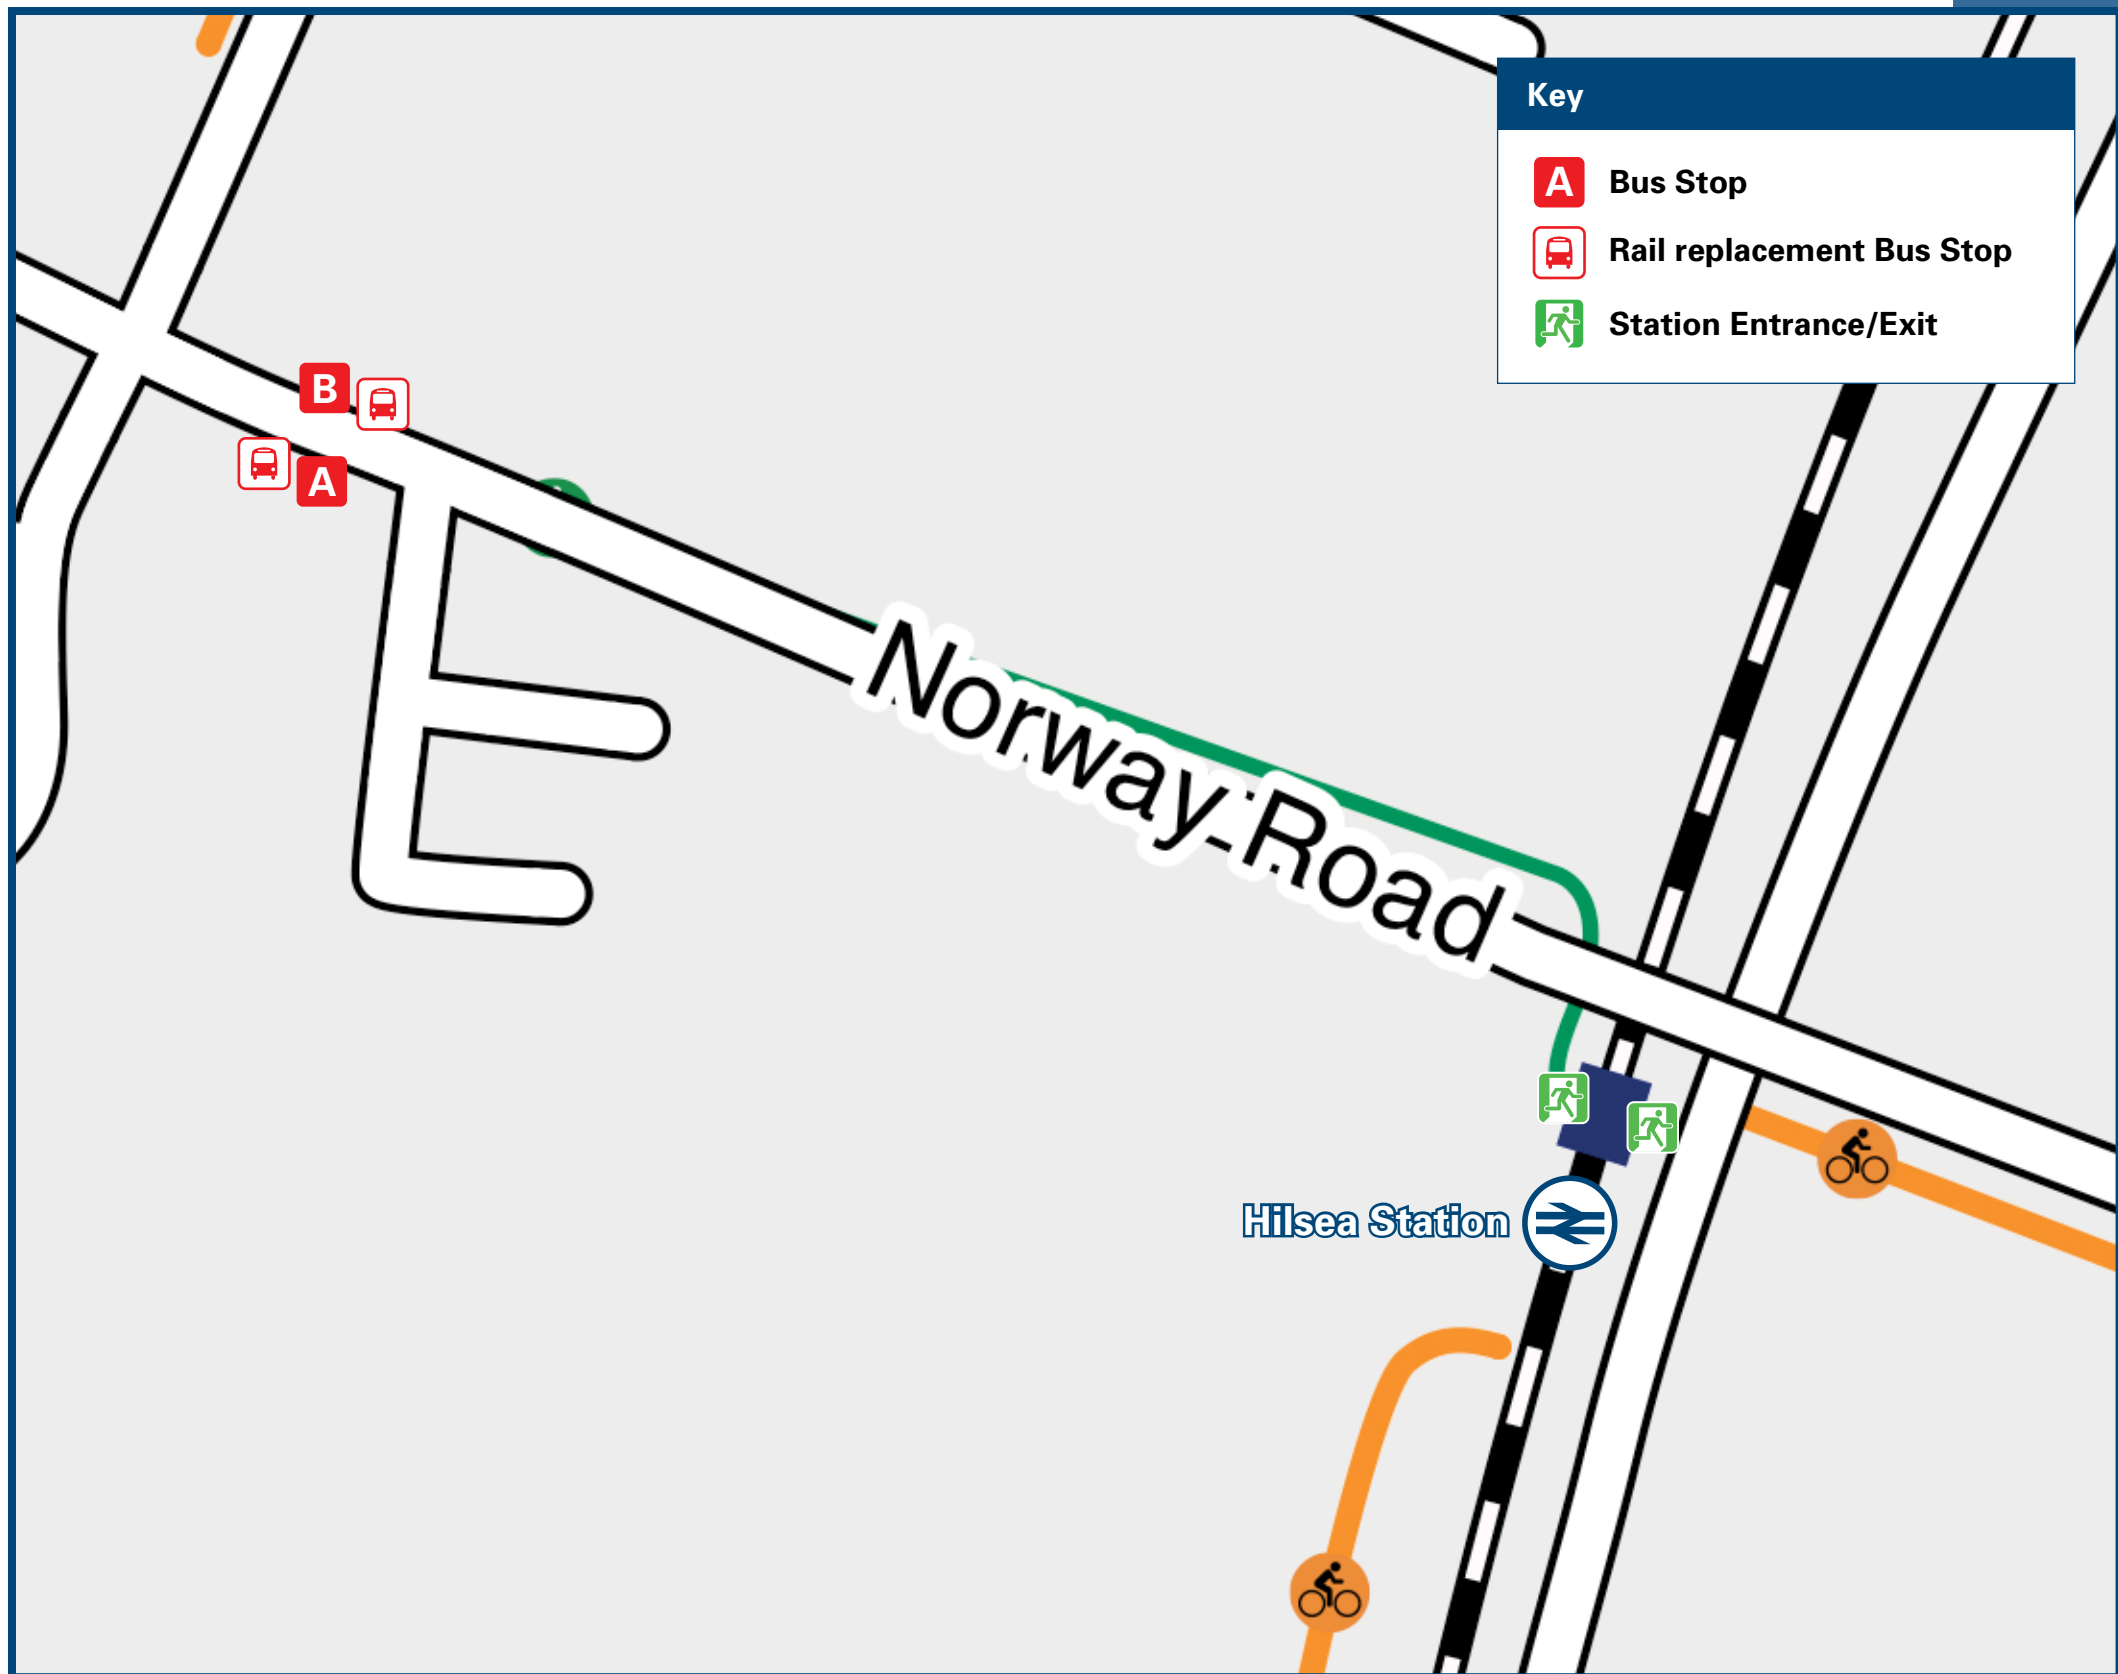 Key
A Bus Stop
Rail replacement Bus Stop
Station Entrance/Exit
B
A
Norway Road
Hilsea Station